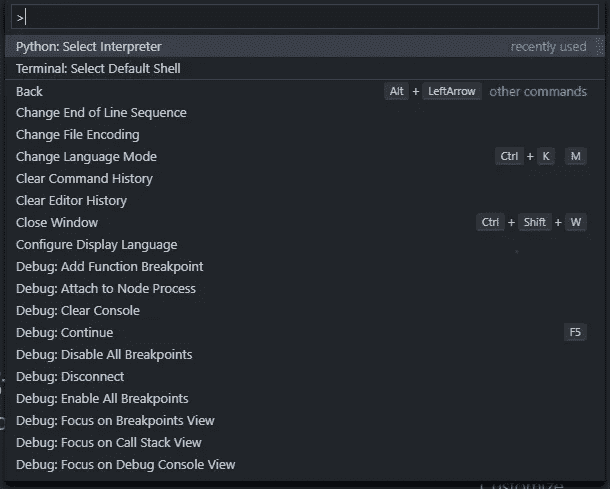 >
Python: Select Interpreter recently used
Terminal: Select Default Shell
Back Alt + LeftArrow other commands
Change End of Line Sequence
Change File Encoding
Change Language Mode Ctrl + K M
Clear Command History
Clear Editor History
Close Window Ctrl + Shift + W
Configure Display Language
Debug: Add Function Breakpoint
Debug: Attach to Node Process
Debug: Clear Console
Debug: Continue F5
Debug: Disable All Breakpoints
Debug: Disconnect
Debug: Enable All Breakpoints
Debug: Focus on Breakpoints View
Debug: Focus on Call Stack View
Debug: Focus on Debug Console View
Customize